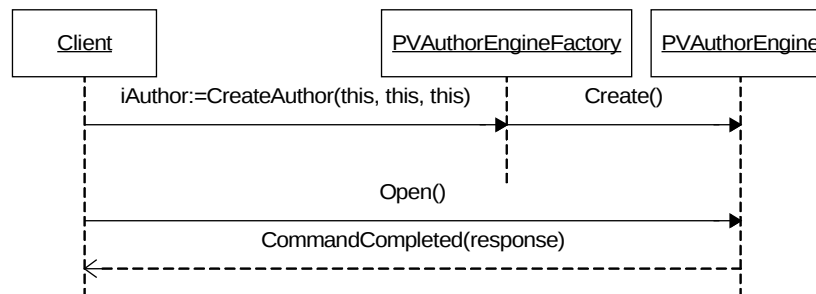 Client
PVAuthorEngineFactory
PVAuthorEngine
iAuthor:=CreateAuthor(this, this, this)
Create()
Open()
CommandCompleted(response)